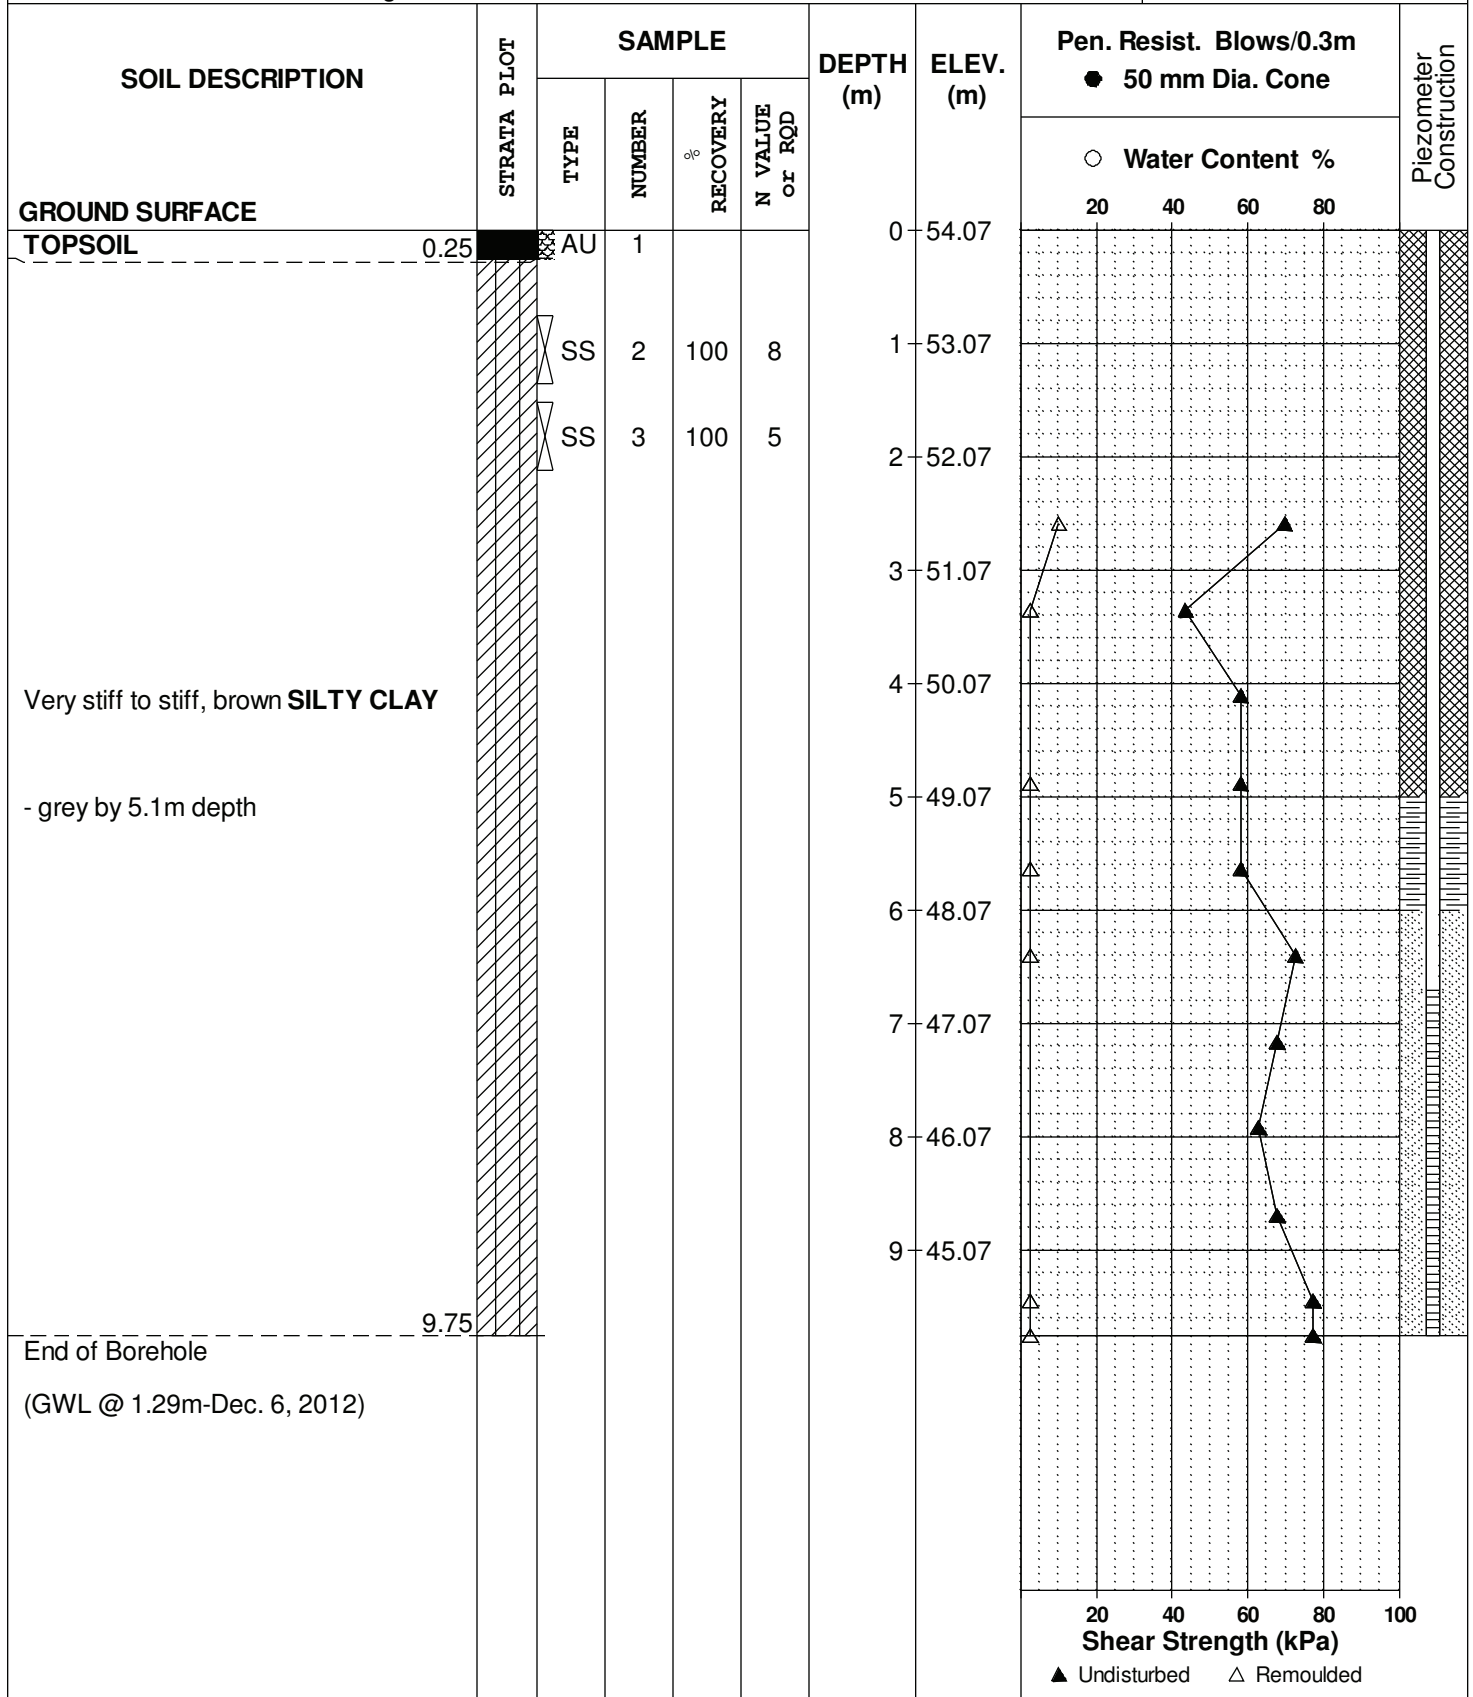 SOIL DESCRIPTION
GROUND SURFACE
STRATA PLOT
SAMPLE
TYPE
NUMBER
% RECOVERY
N VALUE or RQD
DEPTH (m)
ELEV. (m)
Pen. Resist. Blows/0.3m
● 50 mm Dia. Cone
○ Water Content %
20 40 60 80
Piezometer Construction
TOPSOIL 0.25 AU 1
0 54.07
SS 2 100 8
1 53.07
SS 3 100 5
2 52.07
3 51.07
4 50.07
Very stiff to stiff, brown SILTY CLAY
5 49.07
- grey by 5.1m depth
6 48.07
7 47.07
8 46.07
9 45.07
9.75
End of Borehole
(GWL @ 1.29m-Dec. 6, 2012)
20 40 60 80 100
Shear Strength (kPa)
▲ Undisturbed △ Remoulded